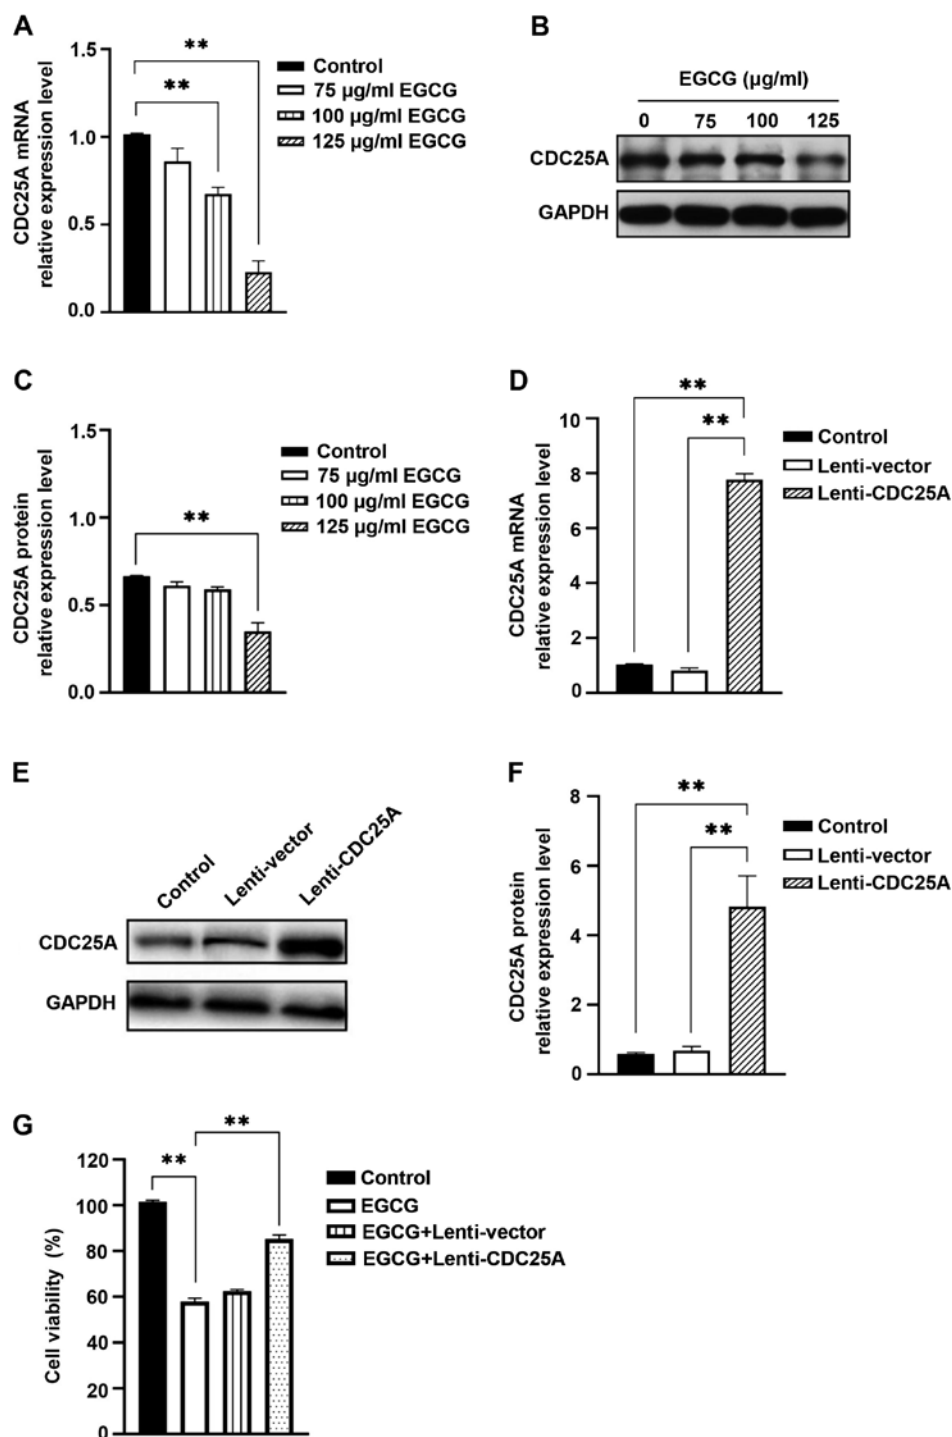 A
CDC25A mRNA
relative expression level
1.5
1.0
0.5
0.0
**
**
Control
75 µg/ml EGCG
100 µg/ml EGCG
125 µg/ml EGCG
B
EGCG (µg/ml)
0 75 100 125
CDC25A
GAPDH
C
CDC25A protein
relative expression level
1.5
1.0
0.5
0.0
**
Control
75 µg/ml EGCG
100 µg/ml EGCG
125 µg/ml EGCG
D
CDC25A mRNA
relative expression level
10
8
6
4
2
0
**
**
Control
Lenti-vector
Lenti-CDC25A
E
Control
Lenti-vector
Lenti-CDC25A
CDC25A
GAPDH
F
CDC25A protein
relative expression level
8
6
4
2
0
**
**
Control
Lenti-vector
Lenti-CDC25A
G
Cell viability (%)
120
100
80
60
40
20
0
**
**
Control
EGCG
EGCG+Lenti-vector
EGCG+Lenti-CDC25A